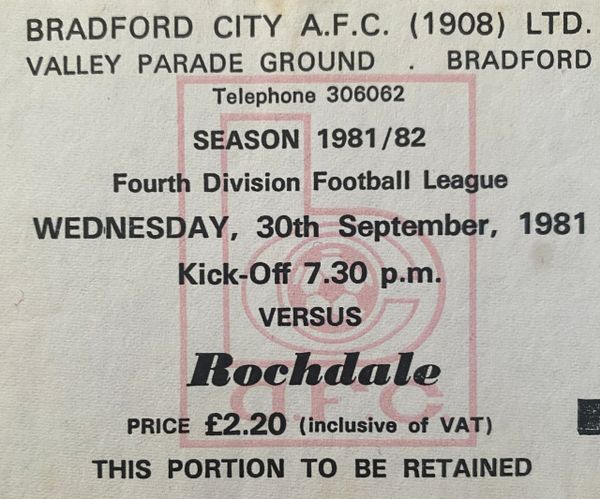 BRADFORD CITY A.F.C. (1908) LTD.
VALLEY PARADE GROUND . BRADFORD
Telephone 306062
SEASON 1981/82
Fourth Division Football League
WEDNESDAY, 30th September, 1981
Kick-Off 7.30 p.m.
VERSUS
Rochdale
a.f.c
PRICE £2.20 (inclusive of VAT)
THIS PORTION TO BE RETAINED